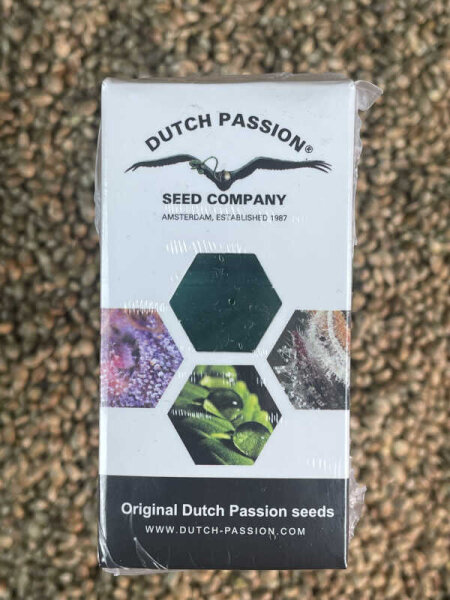 DUTCH PASSION®
SEED COMPANY
AMSTERDAM, ESTABLISHED 1987
Original Dutch Passion seeds
WWW.DUTCH-PASSION.COM